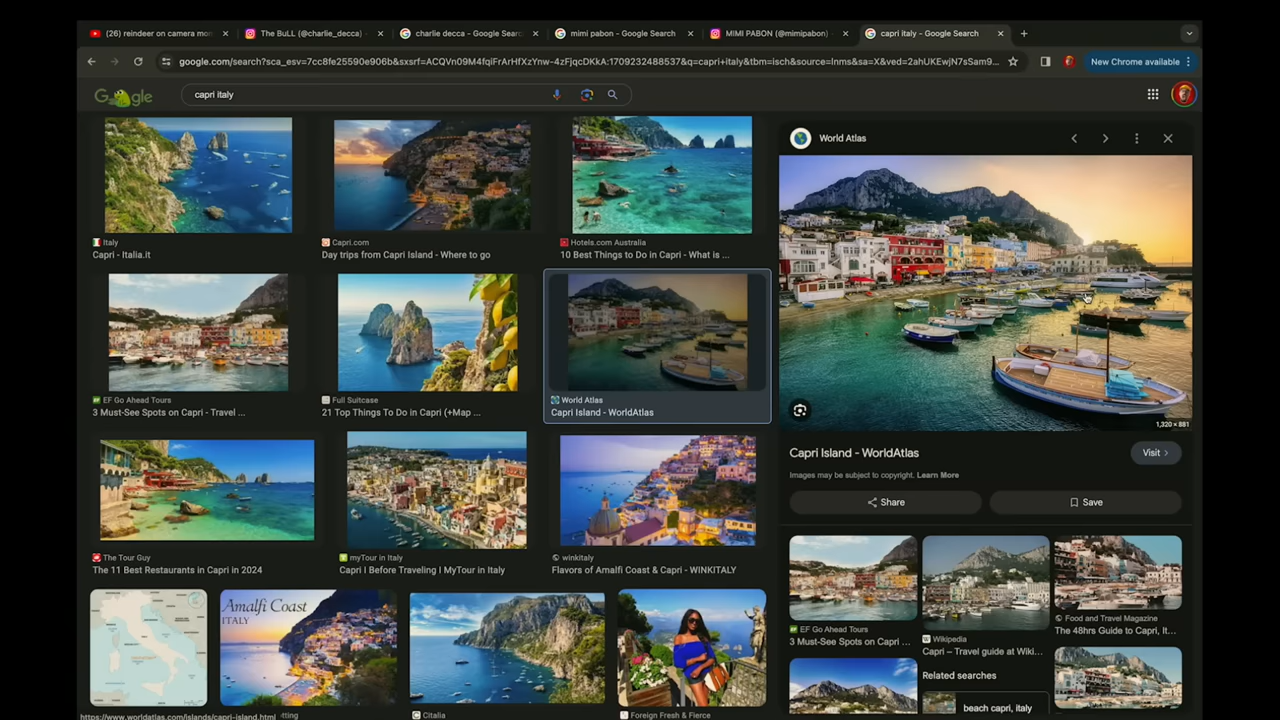 (26) reindeer on camera mor
The BuLL (@charlie_decca)
charlie decca - Google Searc
mimi pabon - Google Search
MIMI PABON (@mimipabon)
capri italy - Google Search
google.com/search?sca_esv=7cc8fe25590e906b&sxsrf=ACQVn09M4fqiFrArHfXzYnw-4zFjqcDKkA:1709232488537&q=capri+italy&tbm=isch&source=lnms&sa=X&ved=2ahUKEwjN7sSam9...
New Chrome available
Google
capri italy
Italy
Capri - Italia.it
Capri.com
Day trips from Capri Island - Where to go
Hotels.com Australia
10 Best Things to Do in Capri - What is ...
EF Go Ahead Tours
3 Must-See Spots on Capri - Travel ...
Full Suitcase
21 Top Things To Do in Capri (+Map ...
World Atlas
Capri Island - WorldAtlas
The Tour Guy
The 11 Best Restaurants in Capri in 2024
myTour in Italy
Capri I Before Traveling I MyTour in Italy
winkitaly
Flavors of Amalfi Coast & Capri - WINKITALY
Amalfi Coast
ITALY
Citalia
Foreign Fresh & Fierce
https://www.worldatlas.com/islands/capri-island.html
tting
World Atlas
1,320 × 881
Capri Island - WorldAtlas
Visit
Images may be subject to copyright. Learn More
Share
Save
EF Go Ahead Tours
3 Must-See Spots on Capri ...
Wikipedia
Capri – Travel guide at Wiki...
Food and Travel Magazine
The 48hrs Guide to Capri, It...
Related searches
beach capri, italy